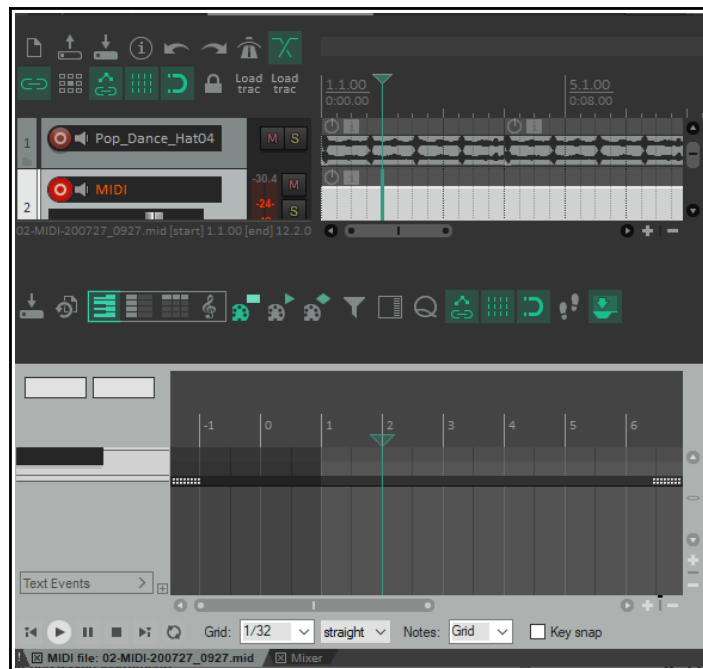 Load Load
trac trac
1.1.00 5.1.00
0:00.00 0:08.00
1 Pop_Dance_Hat04 M S
-30.4 M
MIDI -24-
2 S
02-MIDI-200727_0927.mid [start] 1.1.00 [end] 12.2.0
-1 0 1 2 3 4 5 6
Text Events >
Grid: 1/32 straight Notes: Grid Key snap
! MIDI file: 02-MIDI-200727_0927.mid Mixer